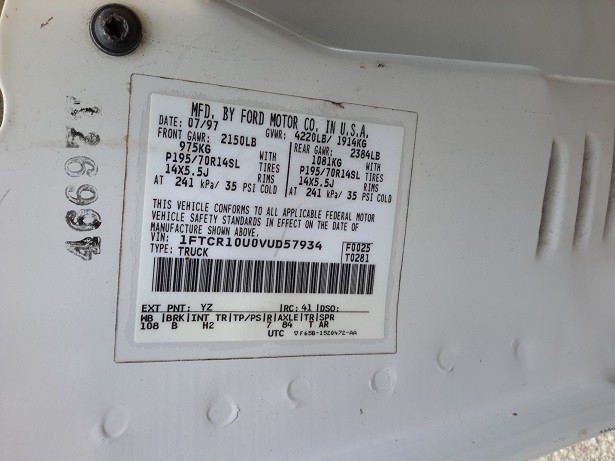 MFD. BY FORD MOTOR CO. IN U.S.A.
DATE: 07/97 GVWR: 4220LB/ 1914KG
FRONT GAWR: 2150LB REAR GAWR: 2384LB
975KG WITH 1081KG WITH
P195/70R14SL TIRES P195/70R14SL TIRES
14X5.5J RIMS 14X5.5J RIMS
AT 241 kPa/ 35 PSI COLD AT 241 kPa/ 35 PSI COLD
THIS VEHICLE CONFORMS TO ALL APPLICABLE FEDERAL MOTOR
VEHICLE SAFETY STANDARDS IN EFFECT ON THE DATE OF
MANUFACTURE SHOWN ABOVE.
VIN: 1FTCR10U0VUD57934 F0025
TYPE: TRUCK T0281
EXT PNT: YZ RC: 41 DSO:
WB BRK INT TR TP/PS R AXLE TR SPR
108 B H2 7 84 T AR
UTC ▽F65B-1520472-AA